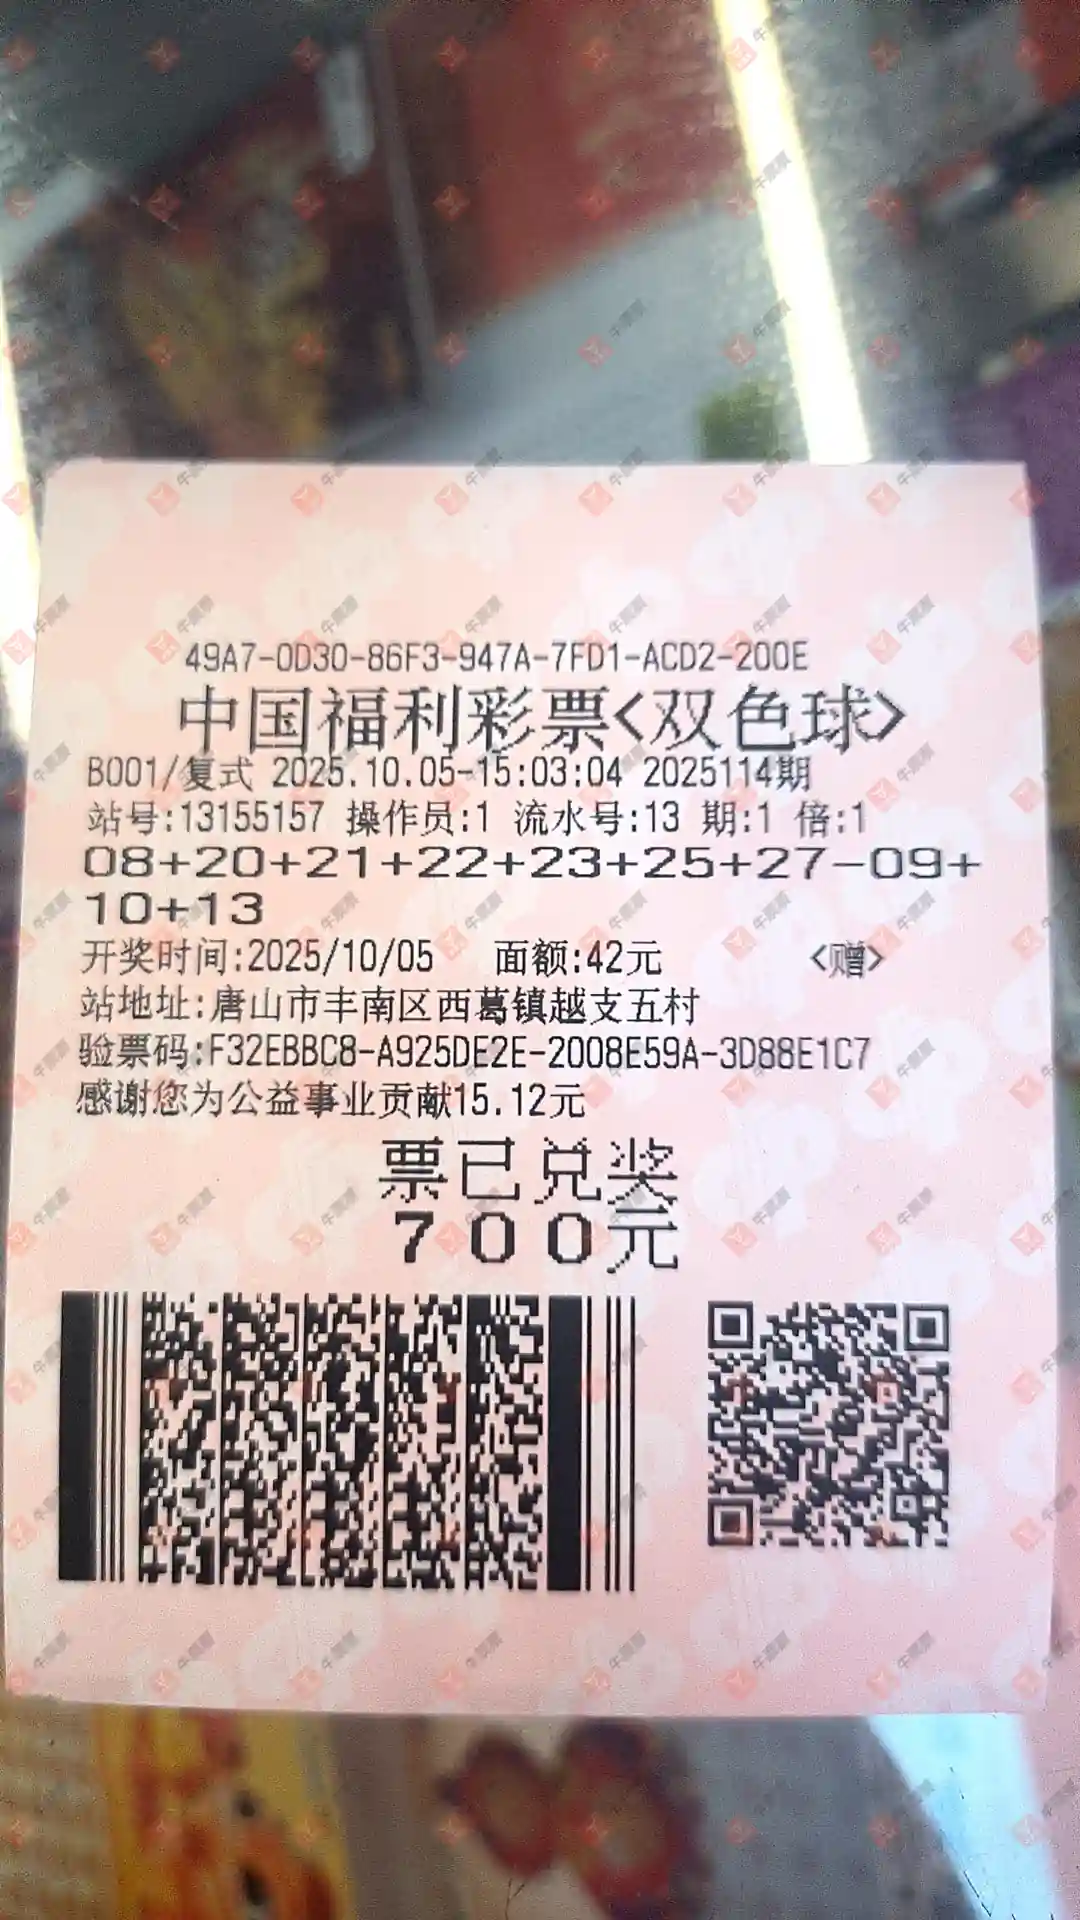 49A7-0D30-86F3-947A-7FD1-ACD2-200E
中国福利彩票<双色球>
B001/复式 2025.10.05-15:03:04 2025114期
站号:13155157 操作员:1 流水号:13 期:1 倍:1
08+20+21+22+23+25+27-09+
10+13
开奖时间:2025/10/05 面额:42元 <赠>
站地址:唐山市丰南区西葛镇越支五村
验票码:F32EBBC8-A925DE2E-2008E59A-3D88E1C7
感谢您为公益事业贡献15.12元
票已兑奖
700元